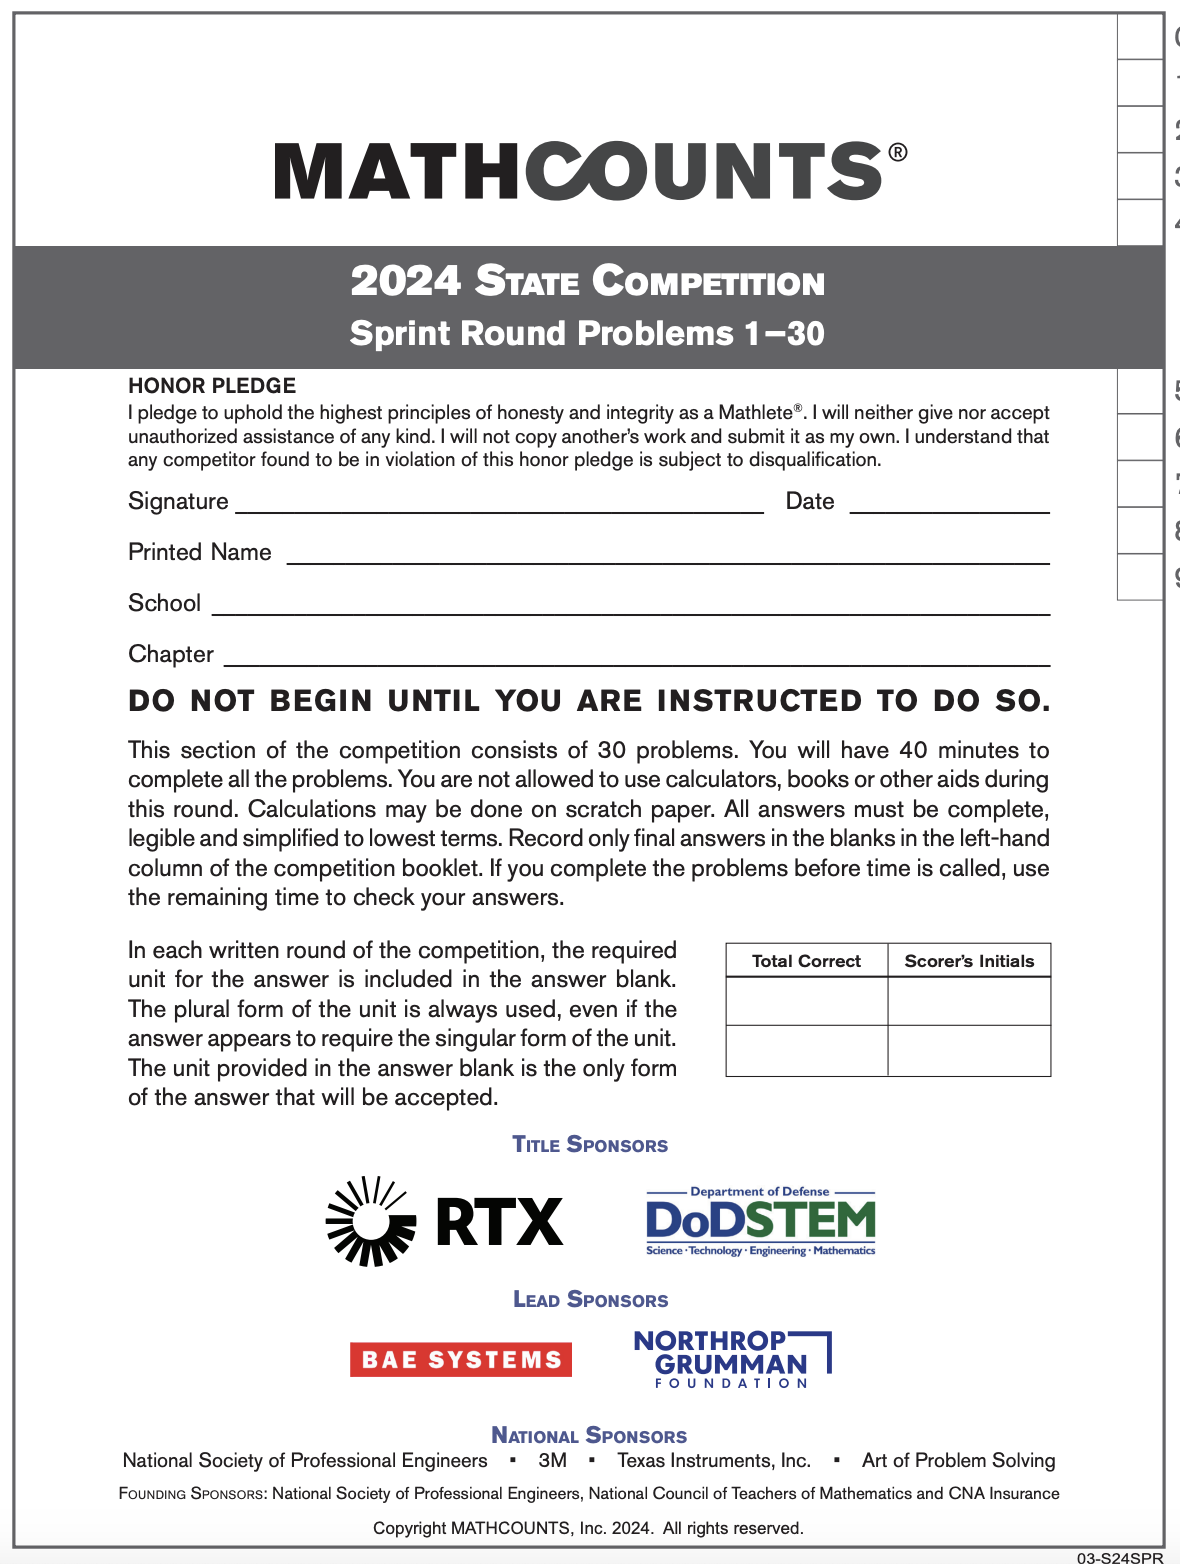 MATHCOUNTS®
2024 STATE COMPETITION
Sprint Round Problems 1–30
HONOR PLEDGE
I pledge to uphold the highest principles of honesty and integrity as a Mathlete®. I will neither give nor accept
unauthorized assistance of any kind. I will not copy another’s work and submit it as my own. I understand that
any competitor found to be in violation of this honor pledge is subject to disqualification.
Signature
Date
Printed Name
School
Chapter
DO NOT BEGIN UNTIL YOU ARE INSTRUCTED TO DO SO.
This section of the competition consists of 30 problems. You will have 40 minutes to
complete all the problems. You are not allowed to use calculators, books or other aids during
this round. Calculations may be done on scratch paper. All answers must be complete,
legible and simplified to lowest terms. Record only final answers in the blanks in the left-hand
column of the competition booklet. If you complete the problems before time is called, use
the remaining time to check your answers.
In each written round of the competition, the required
unit for the answer is included in the answer blank.
The plural form of the unit is always used, even if the
answer appears to require the singular form of the unit.
The unit provided in the answer blank is the only form
of the answer that will be accepted.
Total Correct
Scorer’s Initials
TITLE SPONSORS
RTX
Department of Defense
DoDSTEM
Science · Technology · Engineering · Mathematics
LEAD SPONSORS
BAE SYSTEMS
NORTHROP
GRUMMAN
FOUNDATION
NATIONAL SPONSORS
National Society of Professional Engineers ▪ 3M ▪ Texas Instruments, Inc. ▪ Art of Problem Solving
FOUNDING SPONSORS: National Society of Professional Engineers, National Council of Teachers of Mathematics and CNA Insurance
Copyright MATHCOUNTS, Inc. 2024. All rights reserved.
03-S24SPR